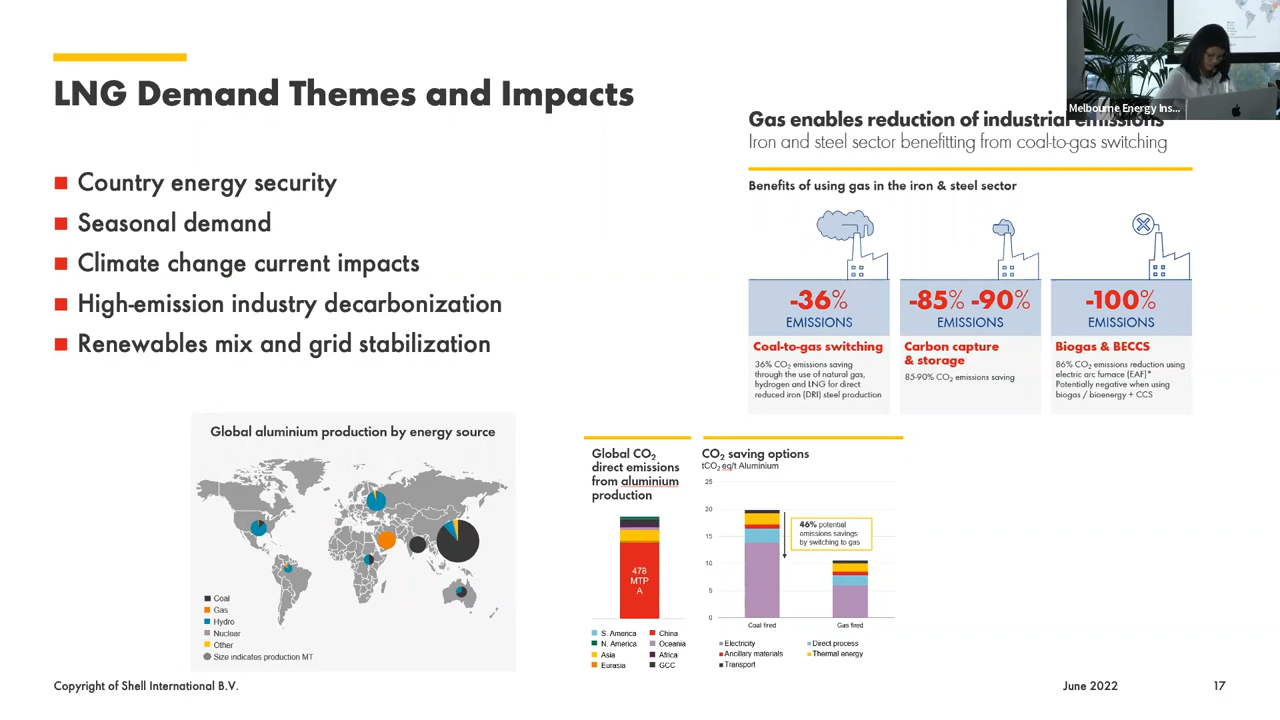 LNG Demand Themes and Impacts
Country energy security
Seasonal demand
Climate change current impacts
High-emission industry decarbonization
Renewables mix and grid stabilization
Melbourne Energy Ins...
Gas enables reduction of industrial emissions
Iron and steel sector benefitting from coal-to-gas switching
Benefits of using gas in the iron & steel sector
-36%
EMISSIONS
Coal-to-gas switching
36% CO2 emissions saving
through the use of natural gas,
hydrogen and LNG for direct
reduced iron (DRI) steel production
-85% -90%
EMISSIONS
Carbon capture
& storage
85-90% CO2 emissions saving
-100%
EMISSIONS
Biogas & BECCS
86% CO2 emissions reduction using
electric arc furnace (EAF)*
Potentially negative when using
biogas / bioenergy + CCS
Global aluminium production by energy source
Coal
Gas
Hydro
Nuclear
Other
Size indicates production MT
Global CO2
direct emissions
from aluminium
production
478
MTP
A
S. America
China
N. America
Oceania
Asia
Africa
Eurasia
GCC
CO2 saving options
tCO2 eq/t Aluminium
25
20
15
10
5
0
46% potential
emissions savings
by switching to gas
Coal fired
Gas fired
Electricity
Direct process
Ancillary materials
Thermal energy
Transport
Copyright of Shell International B.V.
June 2022
17